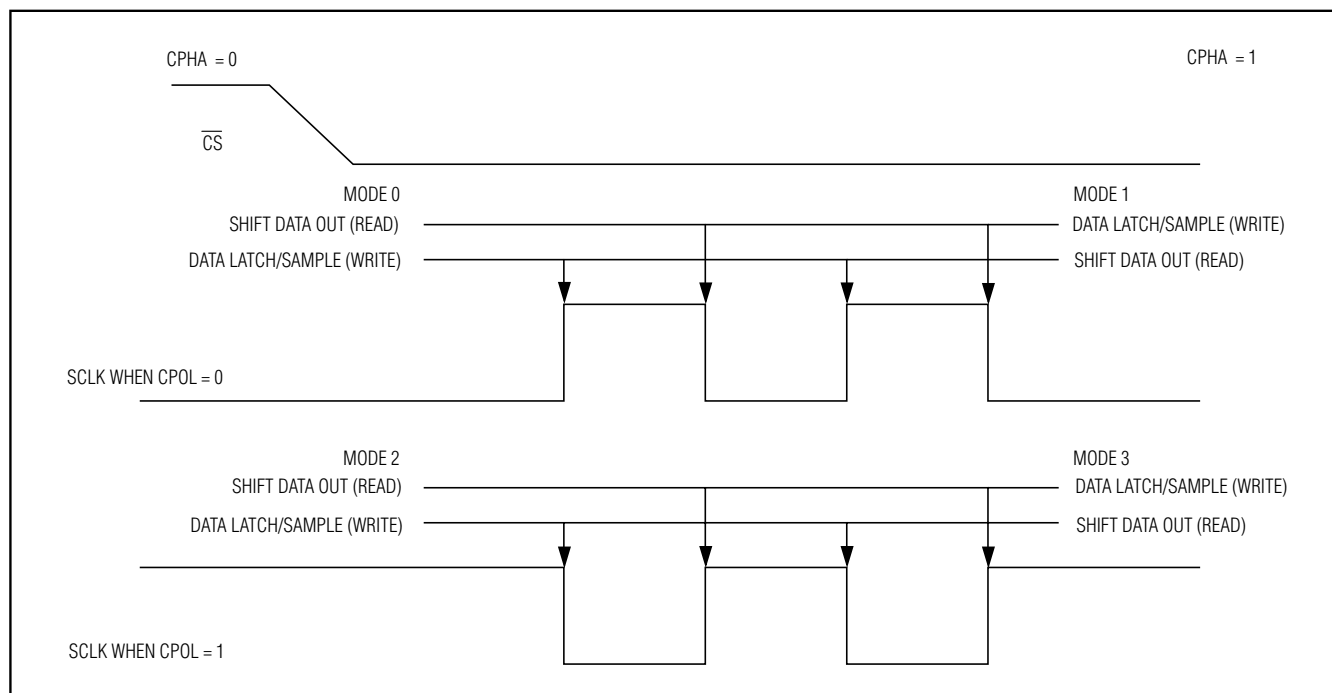 CPHA = 0
CPHA = 1
CS
MODE 0
MODE 1
SHIFT DATA OUT (READ)
DATA LATCH/SAMPLE (WRITE)
DATA LATCH/SAMPLE (WRITE)
SHIFT DATA OUT (READ)
SCLK WHEN CPOL = 0
MODE 2
MODE 3
SHIFT DATA OUT (READ)
DATA LATCH/SAMPLE (WRITE)
DATA LATCH/SAMPLE (WRITE)
SHIFT DATA OUT (READ)
SCLK WHEN CPOL = 1